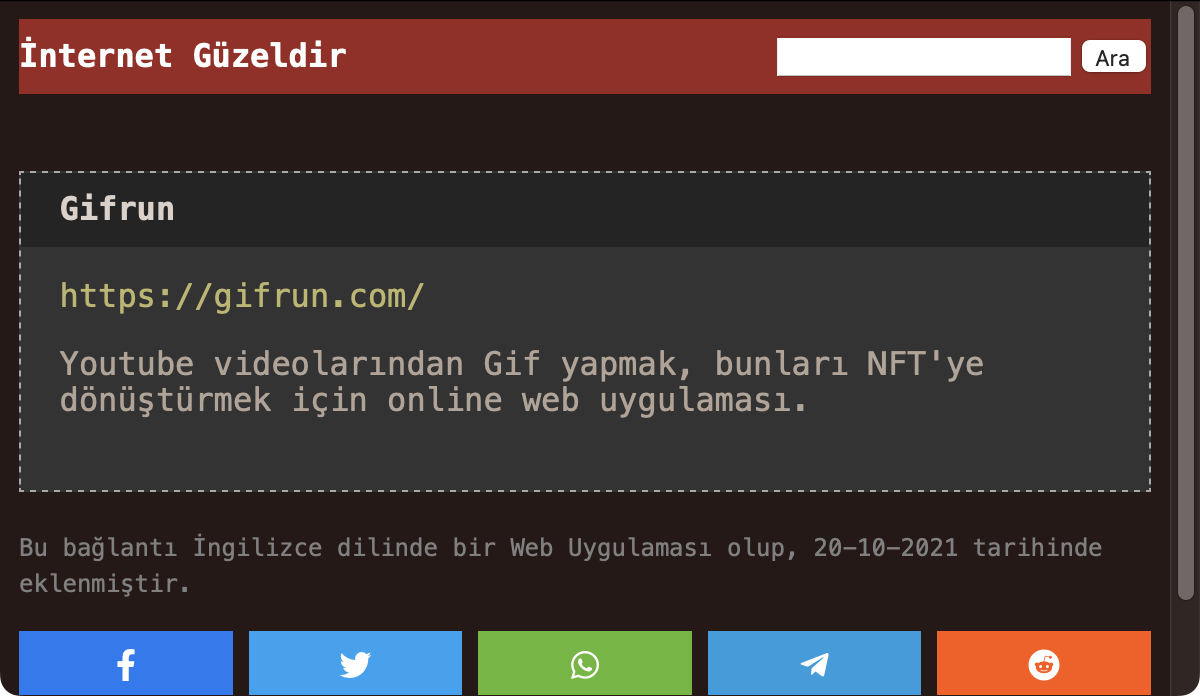 İnternet Güzeldir
Ara
Gifrun
https://gifrun.com/
Youtube videolarından Gif yapmak, bunları NFT'ye
dönüştürmek için online web uygulaması.
Bu bağlantı İngilizce dilinde bir Web Uygulaması olup, 20-10-2021 tarihinde
eklenmiştir.